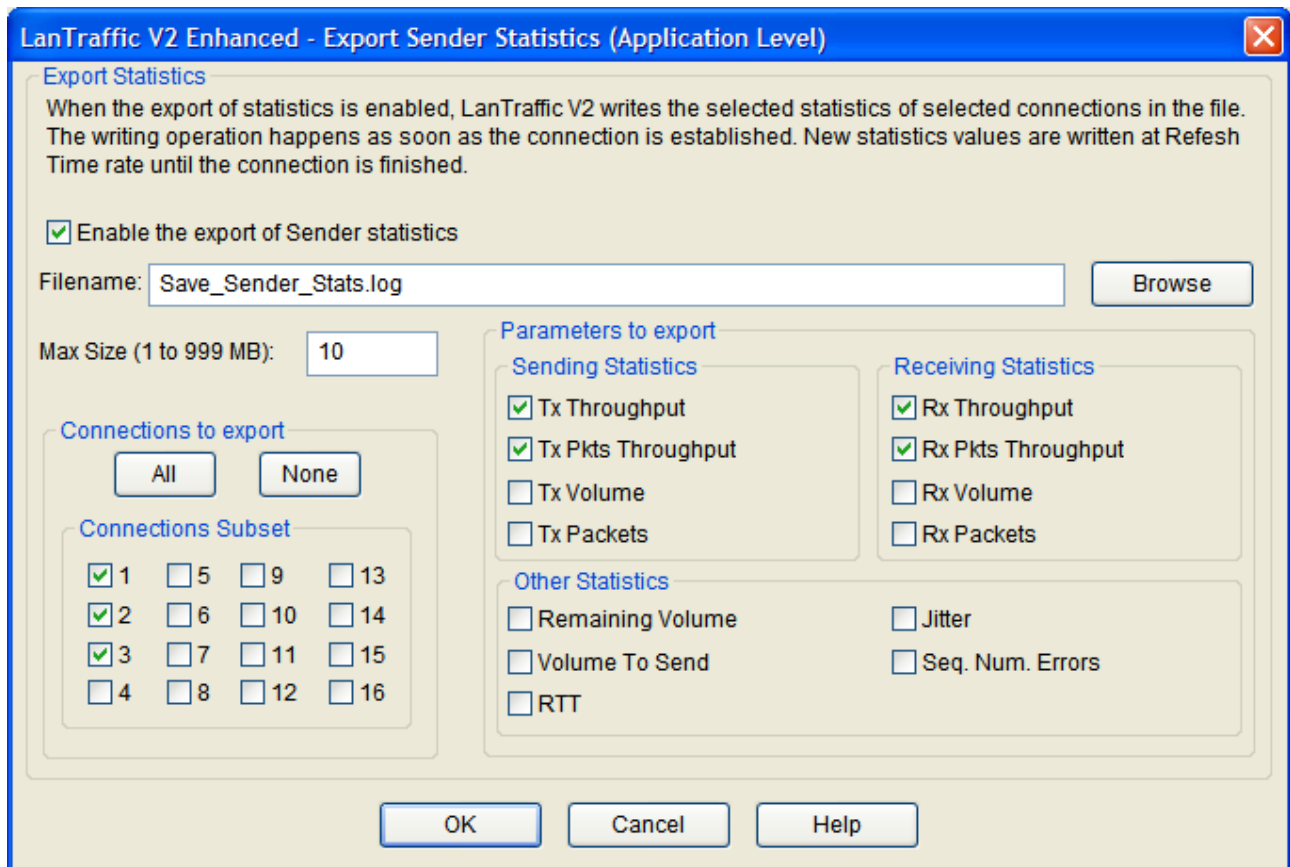 LanTraffic V2 Enhanced - Export Sender Statistics (Application Level)
Export Statistics
When the export of statistics is enabled, LanTraffic V2 writes the selected statistics of selected connections in the file.
The writing operation happens as soon as the connection is established. New statistics values are written at Refesh
Time rate until the connection is finished.
Enable the export of Sender statistics
Filename: Save_Sender_Stats.log Browse
Max Size (1 to 999 MB): 10
Connections to export
All None
Connections Subset
1 5 9 13
2 6 10 14
3 7 11 15
4 8 12 16
Parameters to export
Sending Statistics
Tx Throughput
Tx Pkts Throughput
Tx Volume
Tx Packets
Receiving Statistics
Rx Throughput
Rx Pkts Throughput
Rx Volume
Rx Packets
Other Statistics
Remaining Volume Jitter
Volume To Send Seq. Num. Errors
RTT
OK Cancel Help